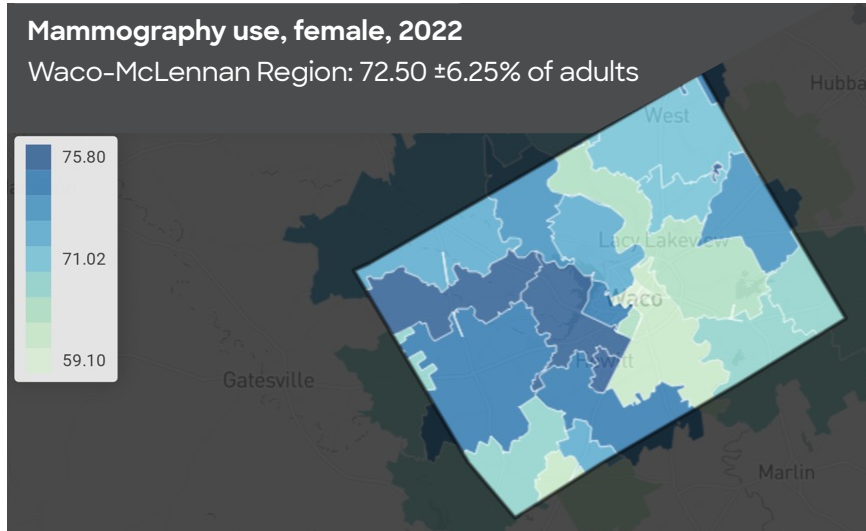 Mammography use, female, 2022
Waco-McLennan Region: 72.50 ±6.25% of adults
Hubba
West
75.80
71.02
59.10
Lacy Lakeview
Waco
Hewitt
Gatesville
Marlin